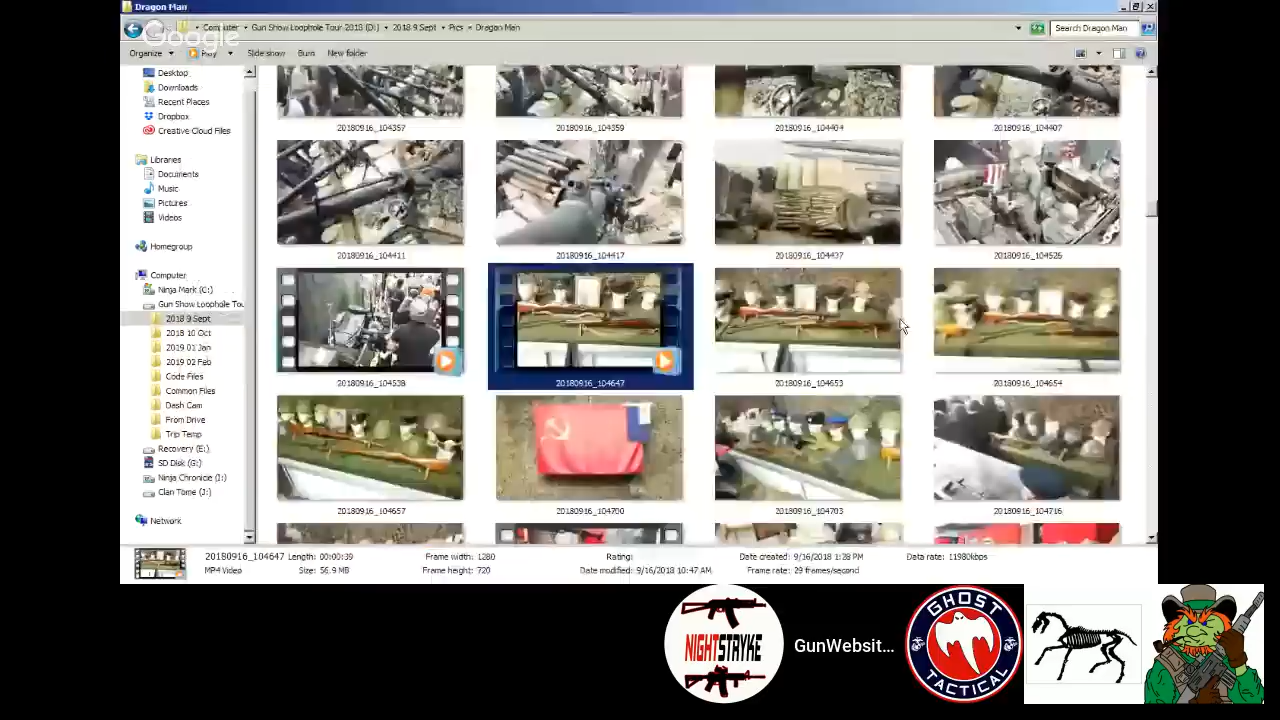 Dragon Man
Computer Gun Show Loophole Tour 2018 (D:) 2018 9 Sept Pics Dragon Man
Search Dragon Man
Google
Organize Play Slide show Burn New folder
Desktop
Downloads
Recent Places
Dropbox
Creative Cloud Files
Libraries
Documents
Music
Pictures
Videos
Homegroup
Computer
Ninja Mark (C:)
Gun Show Loophole Tou
2018 9 Sept
2018 10 Oct
2019 01 Jan
2019 02 Feb
Code Files
Common Files
Dash Cam
From Drive
Trip Temp
Recovery (E:)
SD Disk (G:)
Ninja Chronicle (I:)
Clan Tome (J:)
Network
20180916_104357 20180916_104359 20180916_104404 20180916_104407
20180916_104411 20180916_104417 20180916_104437 20180916_104526
20180916_104538 20180916_104647 20180916_104653 20180916_104654
20180916_104657 20180916_104700 20180916_104703 20180916_104716
20180916_104647 Length: 00:00:39 Frame width: 1280 Rating: Date created: 9/16/2018 1:28 PM Data rate: 11980kbps
MP4 Video Size: 56.9 MB Frame height: 720 Date modified: 9/16/2018 10:47 AM Frame rate: 29 frames/second
NIGHTSTRYKE
GunWebsit...
GHOST
TACTICAL